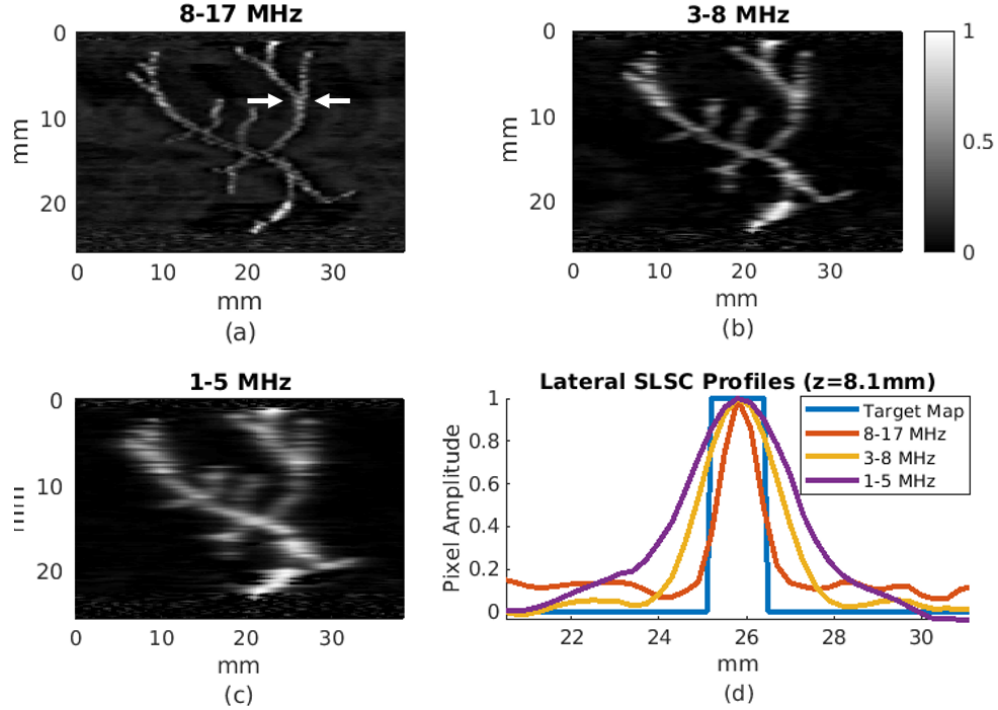 8-17 MHz
0
10
20
mm
0 10 20 30
mm
(a)
3-8 MHz
0
10
20
mm
0 10 20 30
mm
(b)
1
0.5
0
1-5 MHz
0
10
20
mm
0 10 20 30
mm
(c)
Lateral SLSC Profiles (z=8.1mm)
1
0.8
0.6
0.4
0.2
0
Pixel Amplitude
Target Map
8-17 MHz
3-8 MHz
1-5 MHz
22 24 26 28 30
mm
(d)